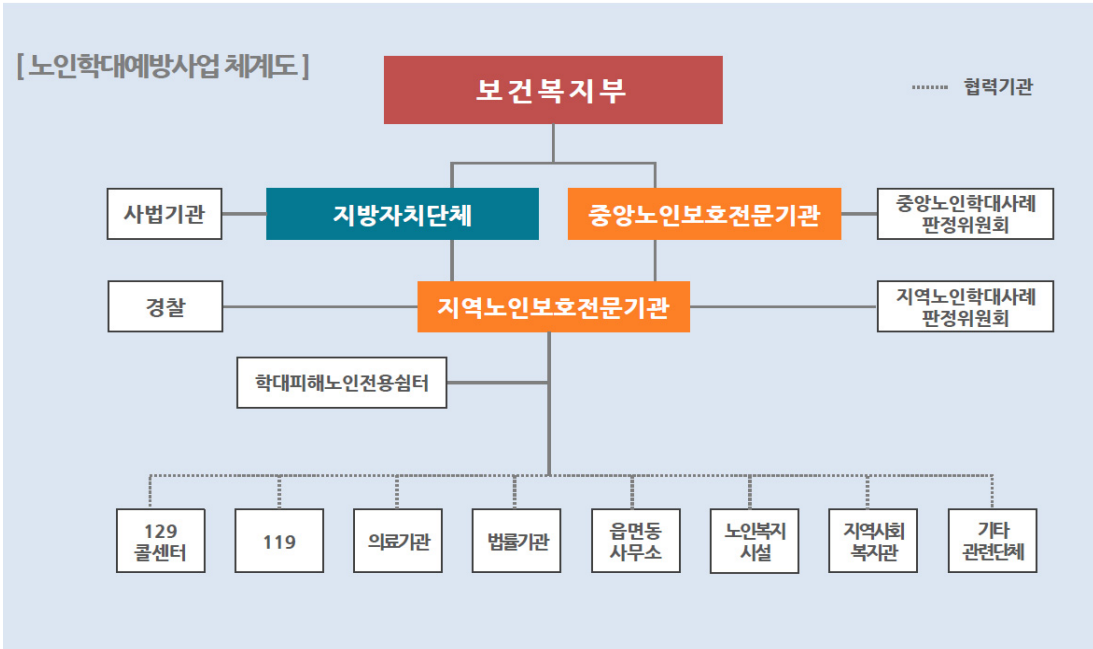 [ 노인학대예방사업 체계도 ]
보건복지부
협력기관
사법기관
지방자치단체
중앙노인보호전문기관
중앙노인학대사례
판정위원회
경찰
지역노인보호전문기관
지역노인학대사례
판정위원회
학대피해노인전용쉼터
129
콜센터
119
의료기관
법률기관
읍면동
사무소
노인복지
시설
지역사회
복지관
기타
관련단체